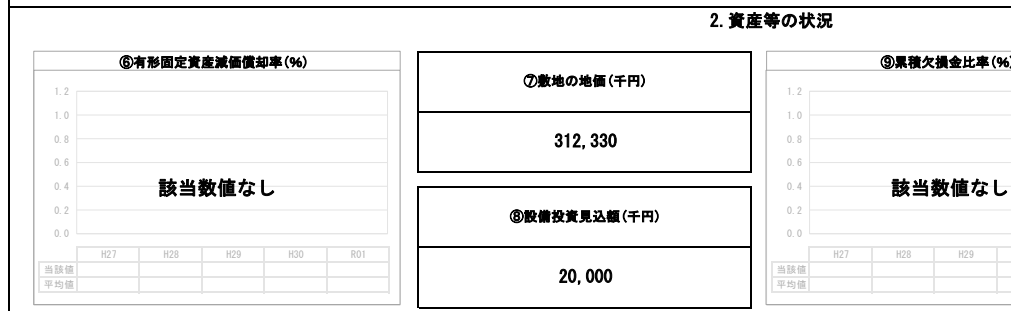 2. 資産等の状況
⑥有形固定資産減価償却率(%)
1.2
1.0
0.8
0.6
0.4
0.2
0.0
該当数値なし
H27 H28 H29 H30 R01
当該値
平均値
⑦敷地の地価(千円)
312,330
⑧設備投資見込額(千円)
20,000
⑨累積欠損金比率(%)
1.2
1.0
0.8
0.6
0.4
0.2
0.0
該当数値なし
H27 H28 H29
当該値
平均値